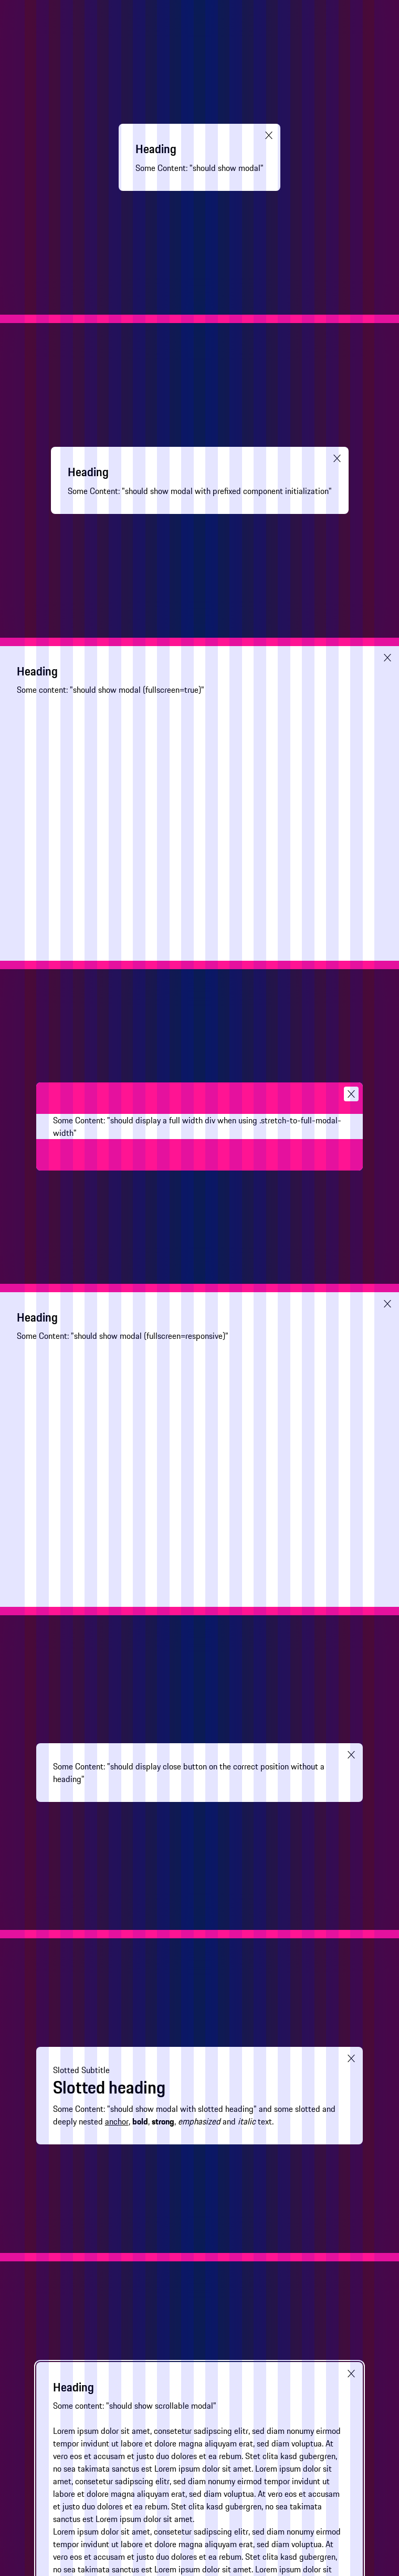 Heading
Some Content: "should show modal"
Heading
Some Content: "should show modal with prefixed component initialization"
Heading
Some content: "should show modal (fullscreen=true)"
Some Content: "should display a full width div when using .stretch-to-full-modal-
width"
Heading
Some Content: "should show modal (fullscreen=responsive)"
Some Content: "should display close button on the correct position without a
heading"
Slotted Subtitle
Slotted heading
Some Content: "should show modal with slotted heading" and some slotted and
deeply nested anchor, bold, strong, emphasized and italic text.
Heading
Some content: "should show scrollable modal"
Lorem ipsum dolor sit amet, consetetur sadipscing elitr, sed diam nonumy eirmod
tempor invidunt ut labore et dolore magna aliquyam erat, sed diam voluptua. At
vero eos et accusam et justo duo dolores et ea rebum. Stet clita kasd gubergren,
no sea takimata sanctus est Lorem ipsum dolor sit amet. Lorem ipsum dolor sit
amet, consetetur sadipscing elitr, sed diam nonumy eirmod tempor invidunt ut
labore et dolore magna aliquyam erat, sed diam voluptua. At vero eos et accusam
et justo duo dolores et ea rebum. Stet clita kasd gubergren, no sea takimata
sanctus est Lorem ipsum dolor sit amet.
Lorem ipsum dolor sit amet, consetetur sadipscing elitr, sed diam nonumy eirmod
tempor invidunt ut labore et dolore magna aliquyam erat, sed diam voluptua. At
vero eos et accusam et justo duo dolores et ea rebum. Stet clita kasd gubergren,
no sea takimata sanctus est Lorem ipsum dolor sit amet. Lorem ipsum dolor sit